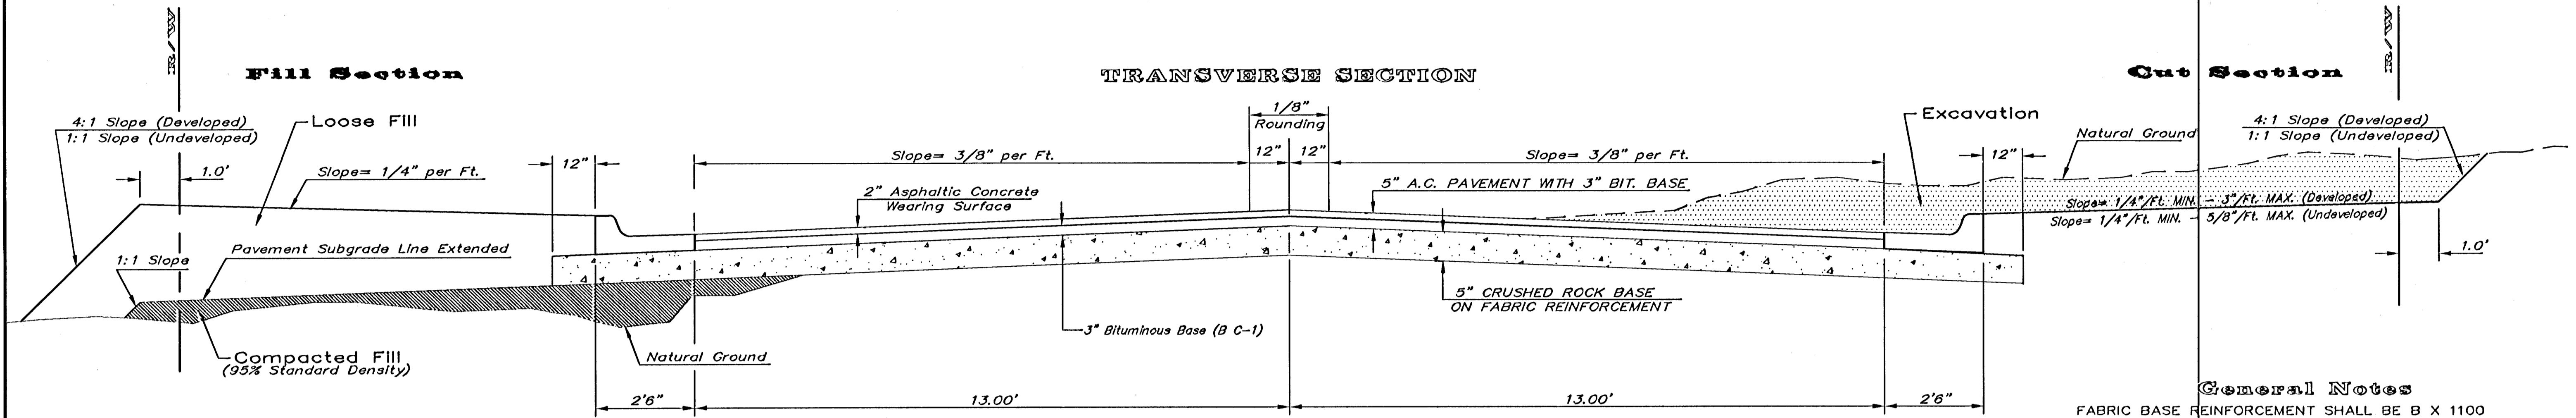 R/W
R/W
Fill Section
TRANSVERSE SECTION
Cut Section
4:1 Slope (Developed)
1:1 Slope (Undeveloped)
Loose Fill
1/8"
Rounding
Excavation
Natural Ground
4:1 Slope (Developed)
1:1 Slope (Undeveloped)
1.0'
Slope= 1/4" per Ft.
12"
Slope= 3/8" per Ft.
12"
12"
Slope= 3/8" per Ft.
12"
2" Asphaltic Concrete
Wearing Surface
5" A.C. PAVEMENT WITH 3" BIT. BASE
Slope= 1/4"/Ft. MIN. - 3"/Ft. MAX. (Developed)
Slope= 1/4"/Ft. MIN. - 5/8"/Ft. MAX. (Undeveloped)
Pavement Subgrade Line Extended
1:1 Slope
1.0'
5" CRUSHED ROCK BASE
ON FABRIC REINFORCEMENT
3" Bituminous Base (B C-1)
Compacted Fill
(95% Standard Density)
Natural Ground
2'6"
13.00'
13.00'
2'6"
General Notes
FABRIC BASE REINFORCEMENT SHALL BE B X 1100